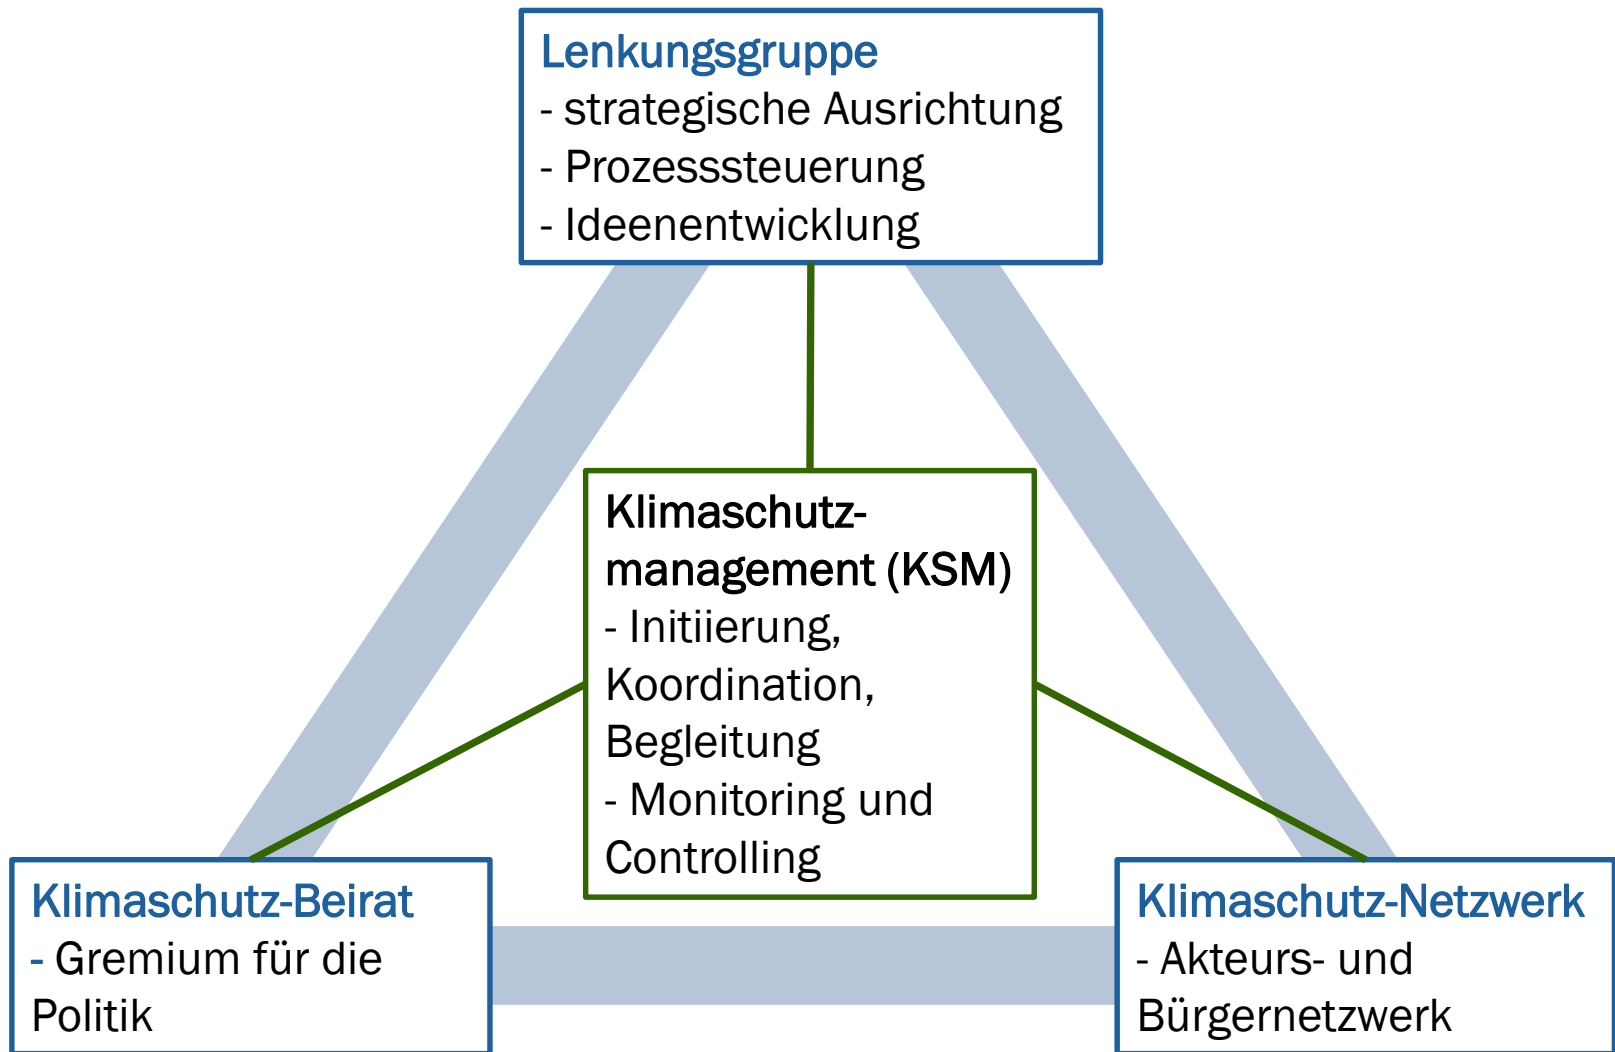 Lenkungsgruppe
- strategische Ausrichtung
- Prozesssteuerung
- Ideenentwicklung
Klimaschutz-
management (KSM)
- Initiierung,
Koordination,
Begleitung
- Monitoring und
Controlling
Klimaschutz-Beirat
- Gremium für die
Politik
Klimaschutz-Netzwerk
- Akteurs- und
Bürgernetzwerk